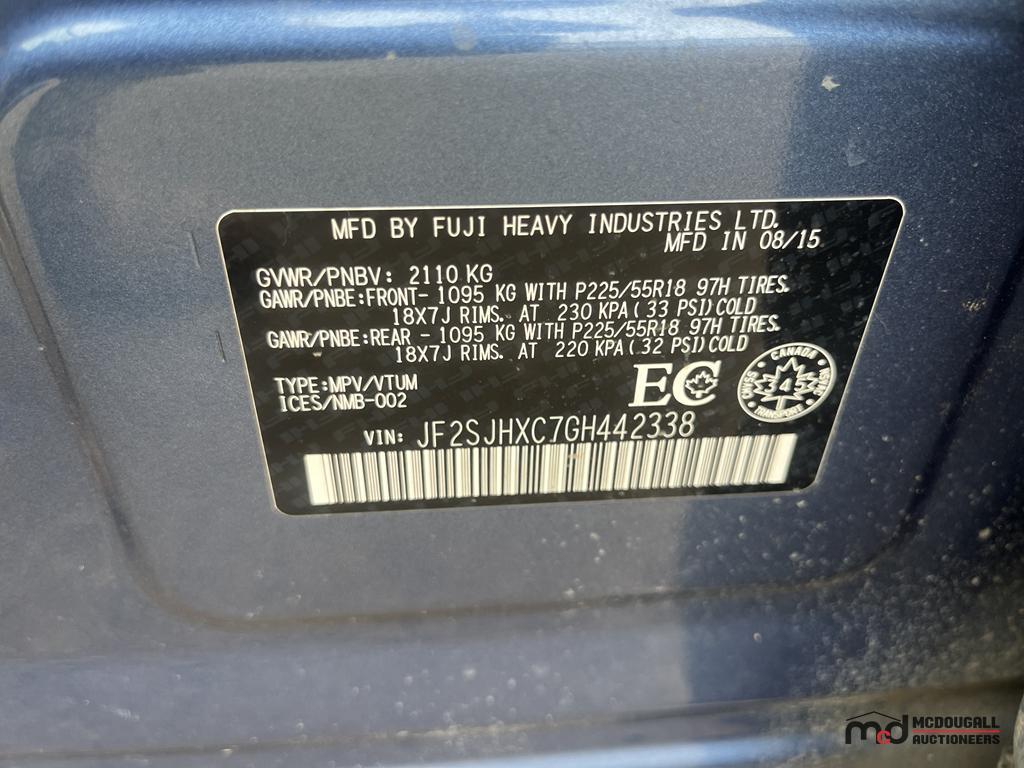 MFD BY FUJI HEAVY INDUSTRIES LTD.
MFD IN 08/15
GVWR/PNBV: 2110 KG
GAWR/PNBE:FRONT- 1095 KG WITH P225/55R18 97H TIRES.
18X7J RIMS. AT 230 KPA(33 PSI)COLD
GAWR/PNBE:REAR - 1095 KG WITH P225/55R18 97H TIRES.
18X7J RIMS. AT 220 KPA(32 PSI)COLD
TYPE:MPV/VTUM
ICES/NMB-002
EC
CANADA
CMVSS
NSVAC
TRANSPORT
VIN: JF2SJHXC7GH442338
mcd MCDOUGALL
AUCTIONEERS